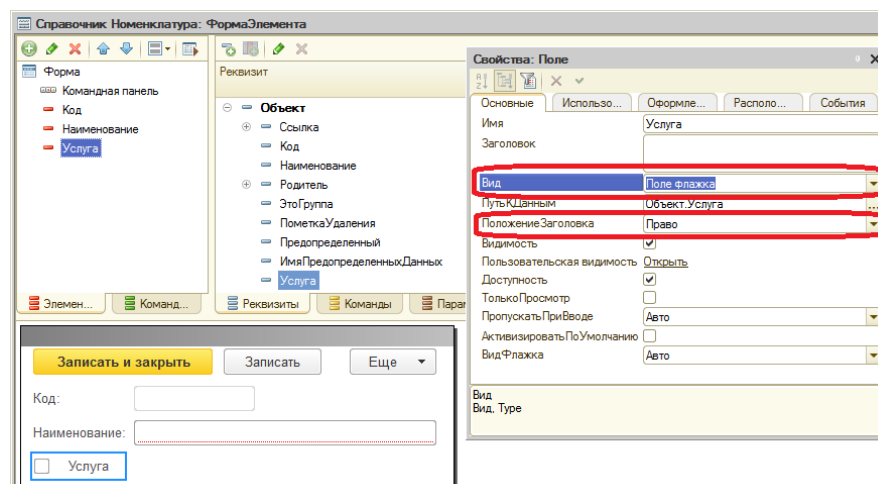 Справочник Номенклатура: ФормаЭлемента
Форма
Командная панель
Код
Наименование
Услуга
Элемен...
Команд...
Реквизит
Объект
Ссылка
Код
Наименование
Родитель
ЭтоГруппа
ПометкаУдаления
Предопределенный
ИмяПредопределенныхДанных
Услуга
Реквизиты
Команды
Парам
Свойства: Поле
Основные
Использо...
Оформле...
Располо...
События
Имя
Услуга
Заголовок
Вид
Поле флажка
ПутьКДанным
Объект.Услуга
...
ПоложениеЗаголовка
Право
Видимость
Пользовательская видимость
Открыть
Доступность
ТолькоПросмотр
ПропускатьПриВводе
Авто
АктивизироватьПоУмолчанию
ВидФлажка
Авто
Вид
Вид, Type
Записать и закрыть
Записать
Еще
Код:
Наименование:
Услуга